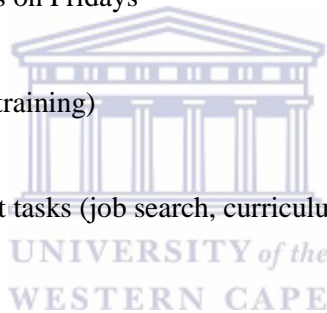 s on Fridays
training)
t tasks (job search, curriculu
UNIVERSITY of the
WESTERN CAPE